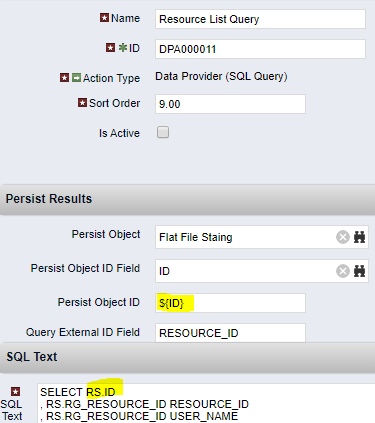 Name Resource List Query
ID DPA000011
Action Type Data Provider (SQL Query)
Sort Order 9.00
Is Active
Persist Results
Persist Object Flat File Staing
Persist Object ID Field ID
Persist Object ID ${ID}
Query External ID Field RESOURCE_ID
SQL Text
SQL Text SELECT RS.ID
, RS.RG_RESOURCE_ID RESOURCE_ID
, RS.RG_RESOURCE_ID USER_NAME